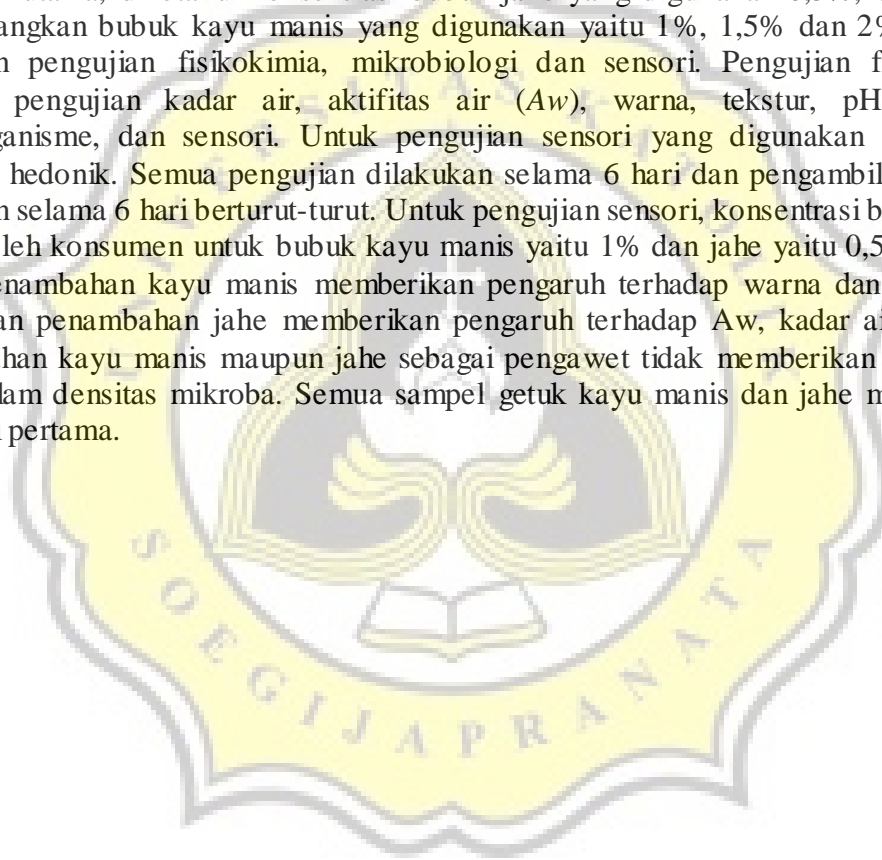 angkan bubuk kayu manis yang digunakan yaitu 1%, 1,5% dan 2%
pengujian fisikokimia, mikrobiologi dan sensori. Pengujian f
pengujian kadar air, aktifitas air (Aw), warna, tekstur, pH
ganisme, dan sensori. Untuk pengujian sensori yang digunakan
hedonik. Semua pengujian dilakukan selama 6 hari dan pengambil
selama 6 hari berturut-turut. Untuk pengujian sensori, konsentrasi b
leh konsumen untuk bubuk kayu manis yaitu 1% dan jahe yaitu 0,5
enambahan kayu manis memberikan pengaruh terhadap warna dan
an penambahan jahe memberikan pengaruh terhadap Aw, kadar ai
han kayu manis maupun jahe sebagai pengawet tidak memberikan
lam densitas mikroba. Semua sampel getuk kayu manis dan jahe m
pertama.
SOEGIJAPRANATA